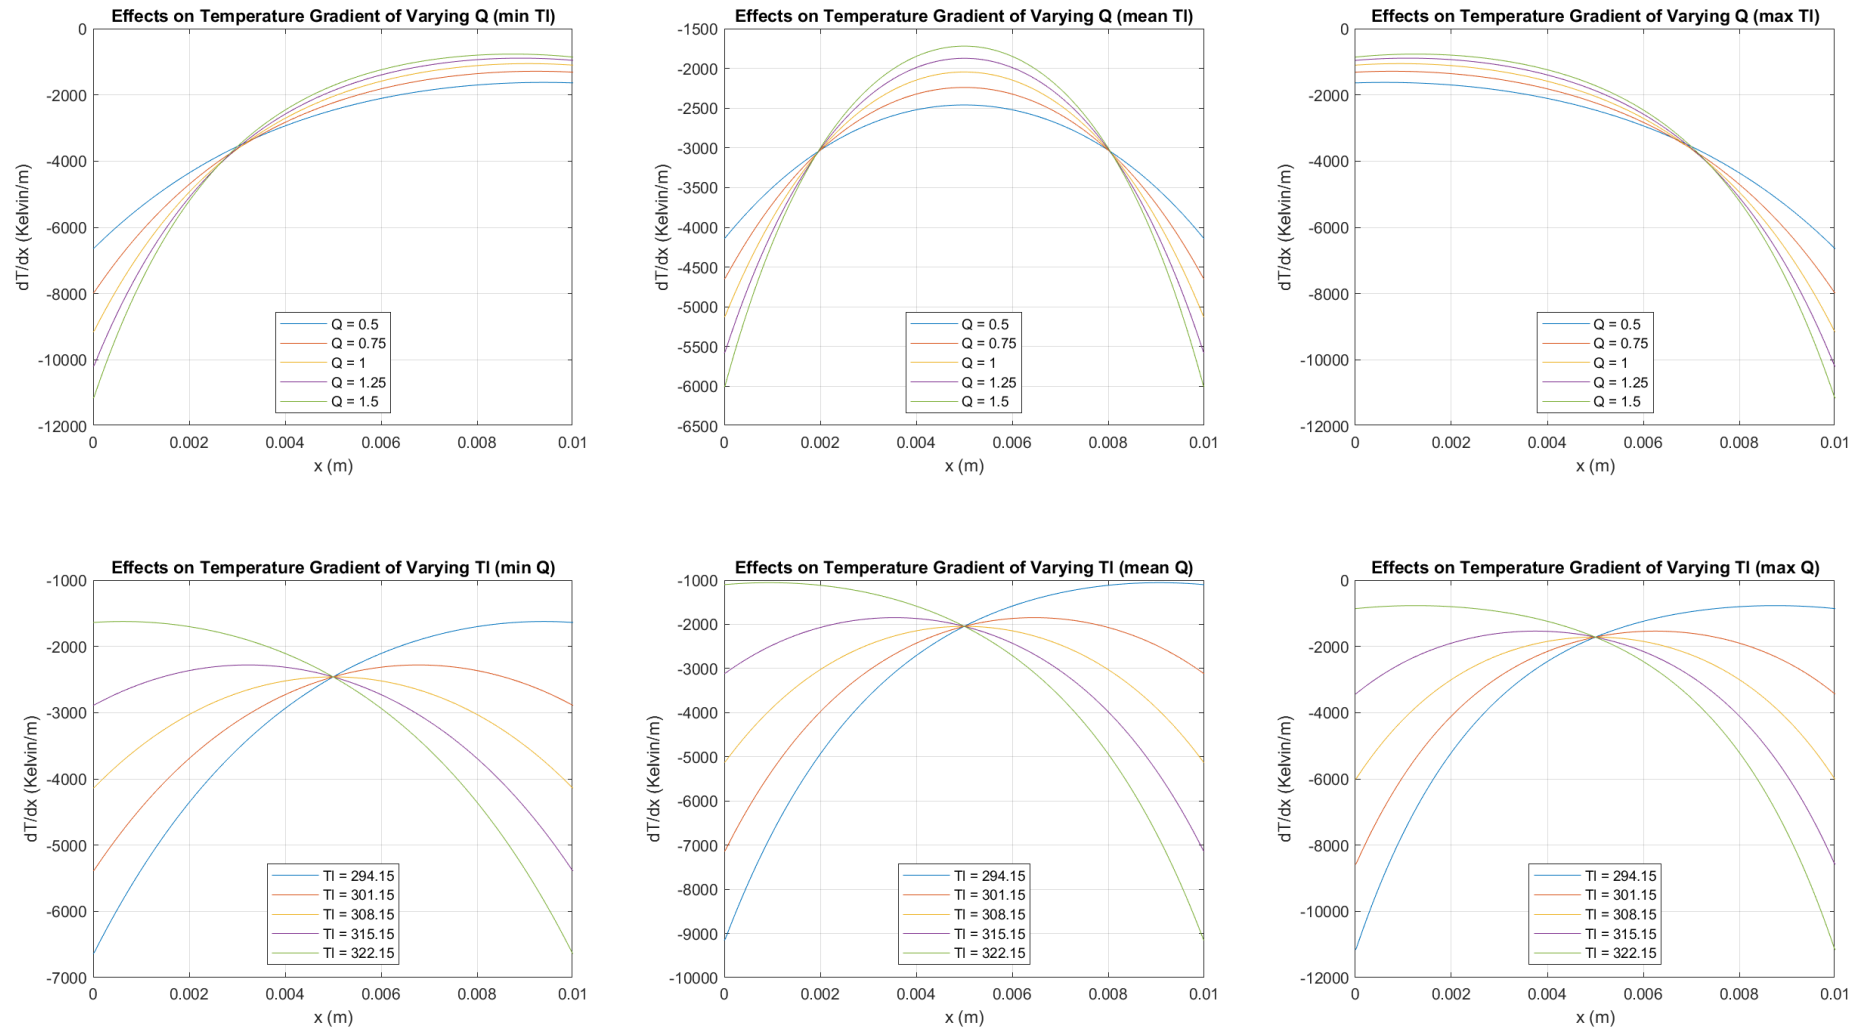 Effects on Temperature Gradient of Varying Q (min Tl)
0
-2000
-4000
-6000
-8000
-10000
-12000
dT/dx (Kelvin/m)
Q = 0.5
Q = 0.75
Q = 1
Q = 1.25
Q = 1.5
0 0.002 0.004 0.006 0.008 0.01
x (m)
Effects on Temperature Gradient of Varying Q (mean Tl)
-1500
-2000
-2500
-3000
-3500
-4000
-4500
-5000
-5500
-6000
-6500
dT/dx (Kelvin/m)
Q = 0.5
Q = 0.75
Q = 1
Q = 1.25
Q = 1.5
0 0.002 0.004 0.006 0.008 0.01
x (m)
Effects on Temperature Gradient of Varying Q (max Tl)
0
-2000
-4000
-6000
-8000
-10000
-12000
dT/dx (Kelvin/m)
Q = 0.5
Q = 0.75
Q = 1
Q = 1.25
Q = 1.5
0 0.002 0.004 0.006 0.008 0.01
x (m)
Effects on Temperature Gradient of Varying Tl (min Q)
-1000
-2000
-3000
-4000
-5000
-6000
-7000
dT/dx (Kelvin/m)
Tl = 294.15
Tl = 301.15
Tl = 308.15
Tl = 315.15
Tl = 322.15
0 0.002 0.004 0.006 0.008 0.01
x (m)
Effects on Temperature Gradient of Varying Tl (mean Q)
-1000
-2000
-3000
-4000
-5000
-6000
-7000
-8000
-9000
-10000
dT/dx (Kelvin/m)
Tl = 294.15
Tl = 301.15
Tl = 308.15
Tl = 315.15
Tl = 322.15
0 0.002 0.004 0.006 0.008 0.01
x (m)
Effects on Temperature Gradient of Varying Tl (max Q)
0
-2000
-4000
-6000
-8000
-10000
-12000
dT/dx (Kelvin/m)
Tl = 294.15
Tl = 301.15
Tl = 308.15
Tl = 315.15
Tl = 322.15
0 0.002 0.004 0.006 0.008 0.01
x (m)